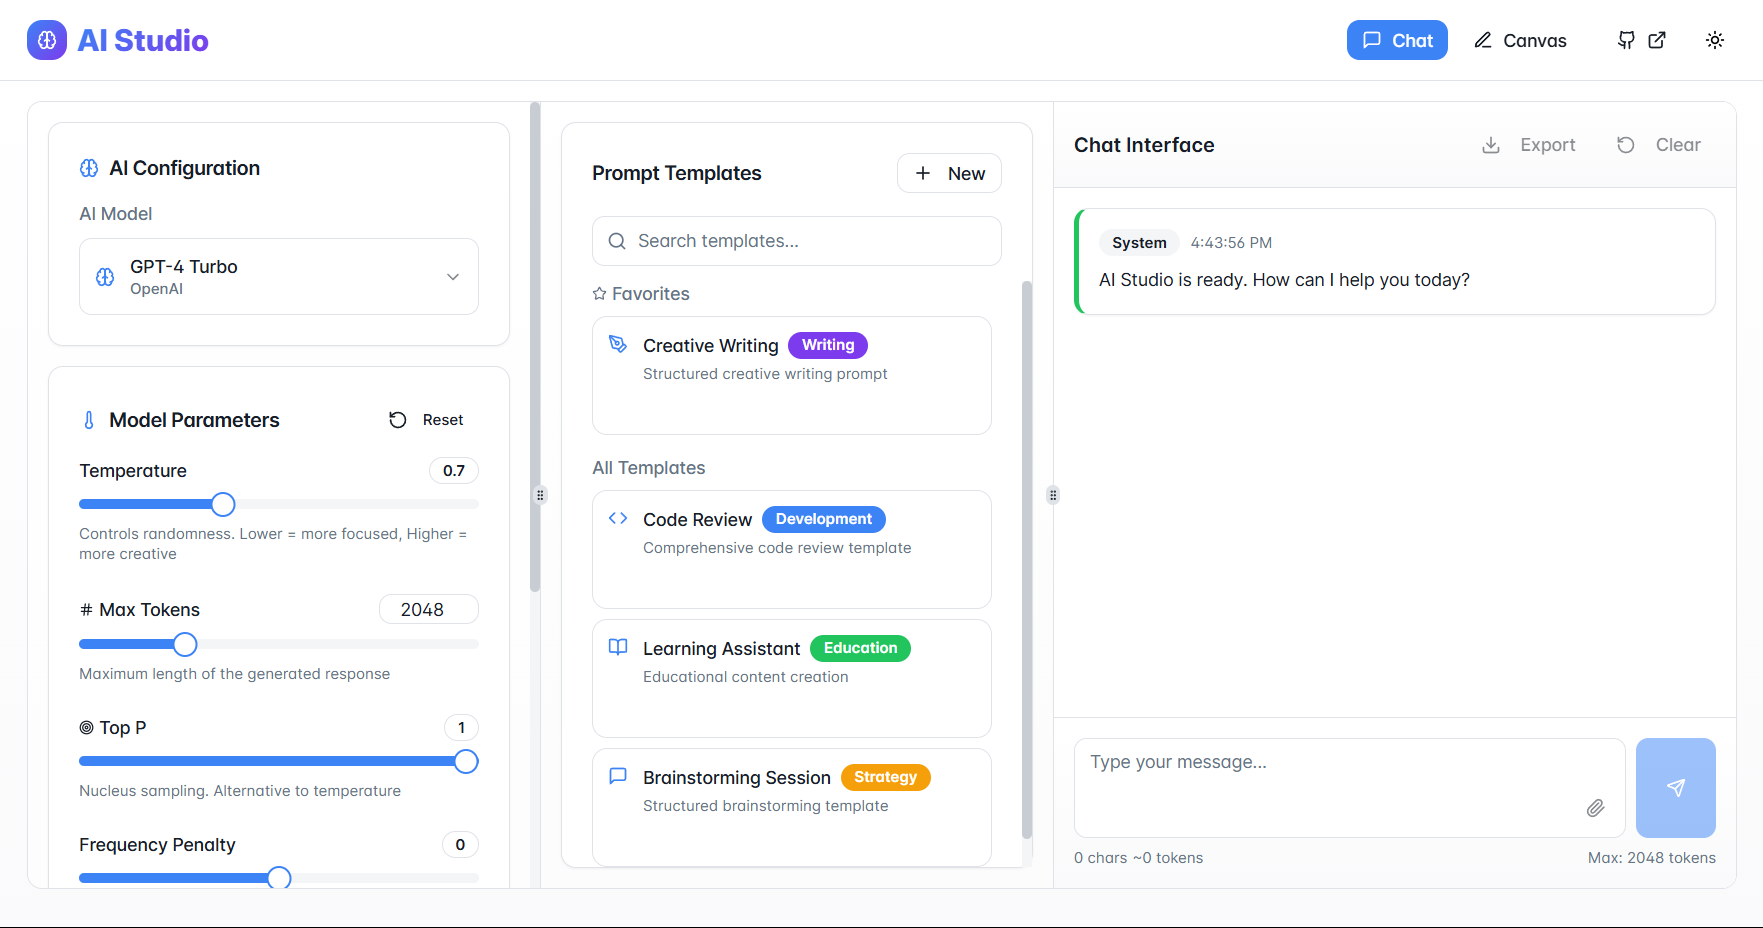 AI Studio
Chat
Canvas
AI Configuration
AI Model
GPT-4 Turbo
OpenAI
Model Parameters
Reset
Temperature
0.7
Controls randomness. Lower = more focused, Higher =
more creative
# Max Tokens
2048
Maximum length of the generated response
Top P
1
Nucleus sampling. Alternative to temperature
Frequency Penalty
0
Prompt Templates
New
Search templates...
Favorites
Creative Writing
Writing
Structured creative writing prompt
All Templates
Code Review
Development
Comprehensive code review template
Learning Assistant
Education
Educational content creation
Brainstorming Session
Strategy
Structured brainstorming template
Chat Interface
Export
Clear
System
4:43:56 PM
AI Studio is ready. How can I help you today?
Type your message...
0 chars ~0 tokens
Max: 2048 tokens